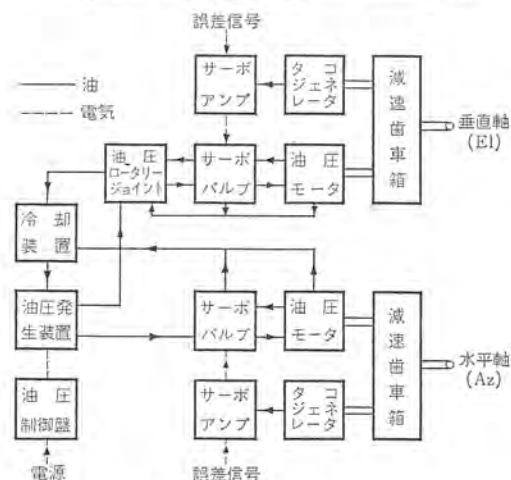 誤差信号
油
電気
サーボ
アンプ
タコ
ジェネ
レータ
減速歯車箱
垂直軸
(El)
油圧
ロータリー
ジョイント
サーボ
バルブ
油圧
モータ
冷却
装置
油圧発
生装置
サーボ
バルブ
油圧
モータ
減速歯車箱
水平軸
(Az)
油圧
制御盤
サーボ
アンプ
タコ
ジェネ
レータ
電源
誤差信号